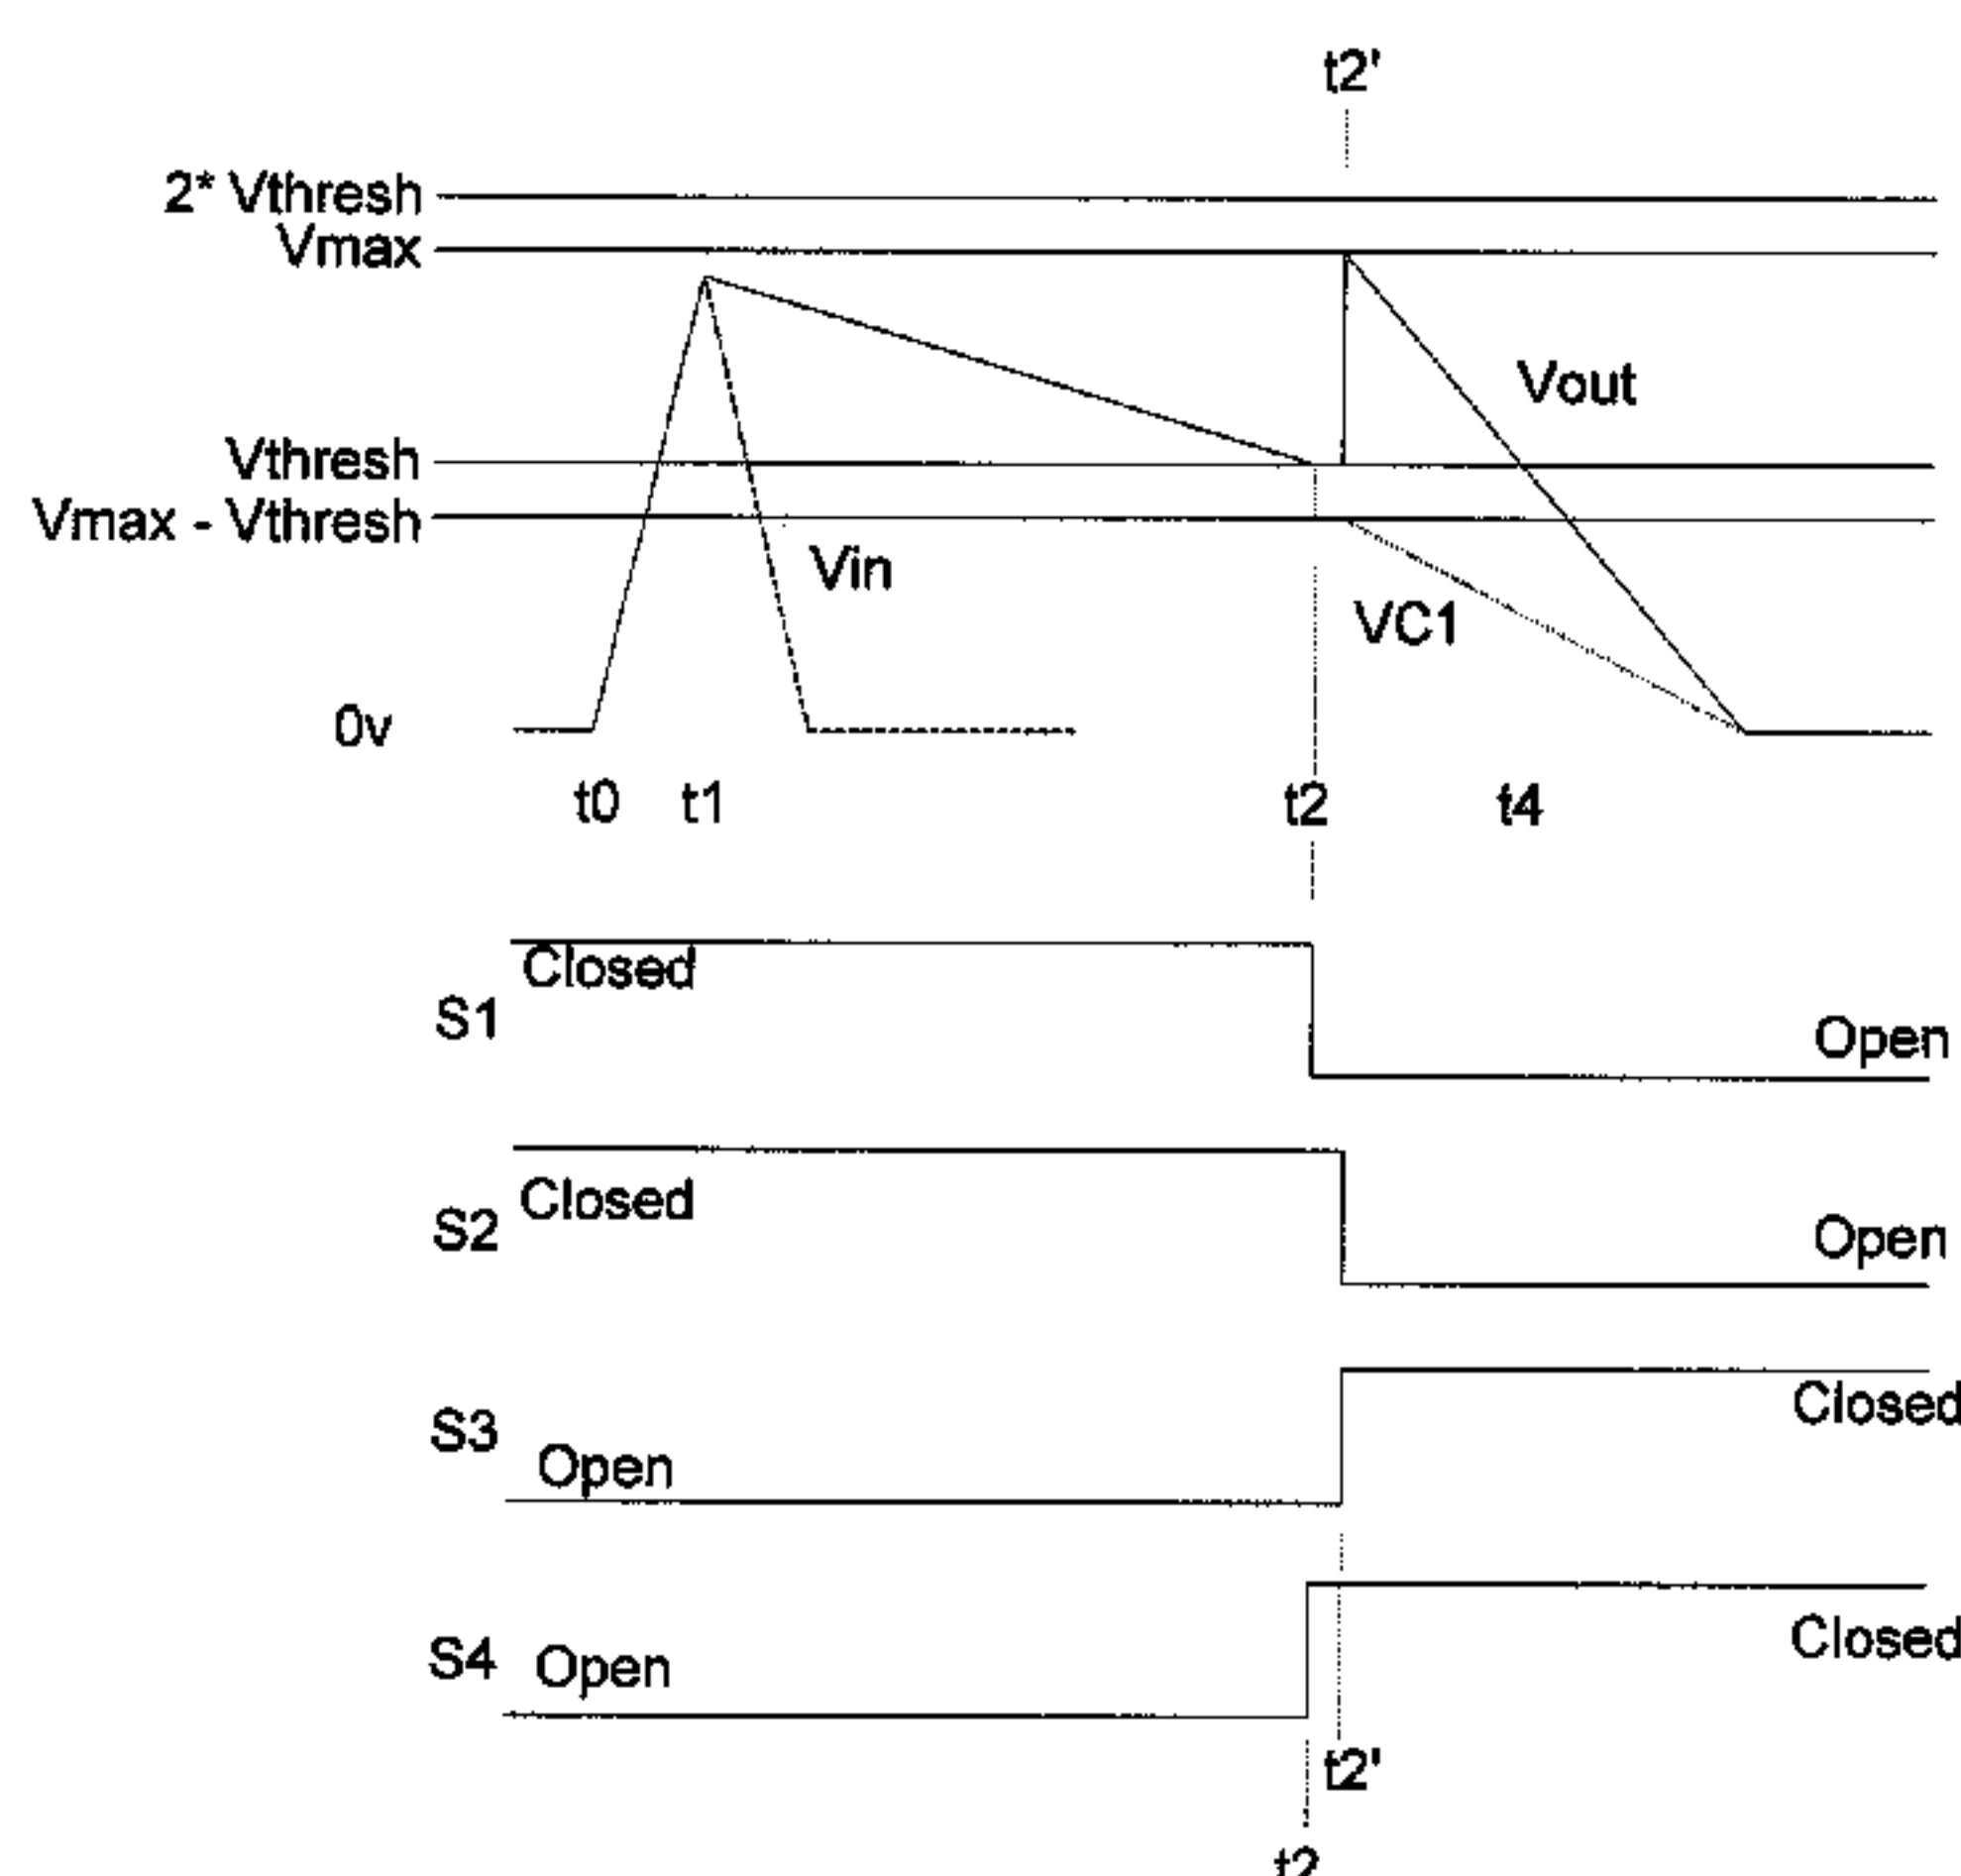 t2'
2* Vthresh
Vmax
Vout
Vthresh
Vmax - Vthresh
Vin
VC1
0v
t0 t1 t2 t4
Closed
S1
Open
Closed
S2
Open
Closed
S3
Open
S4 Open
Closed
t2'
t2